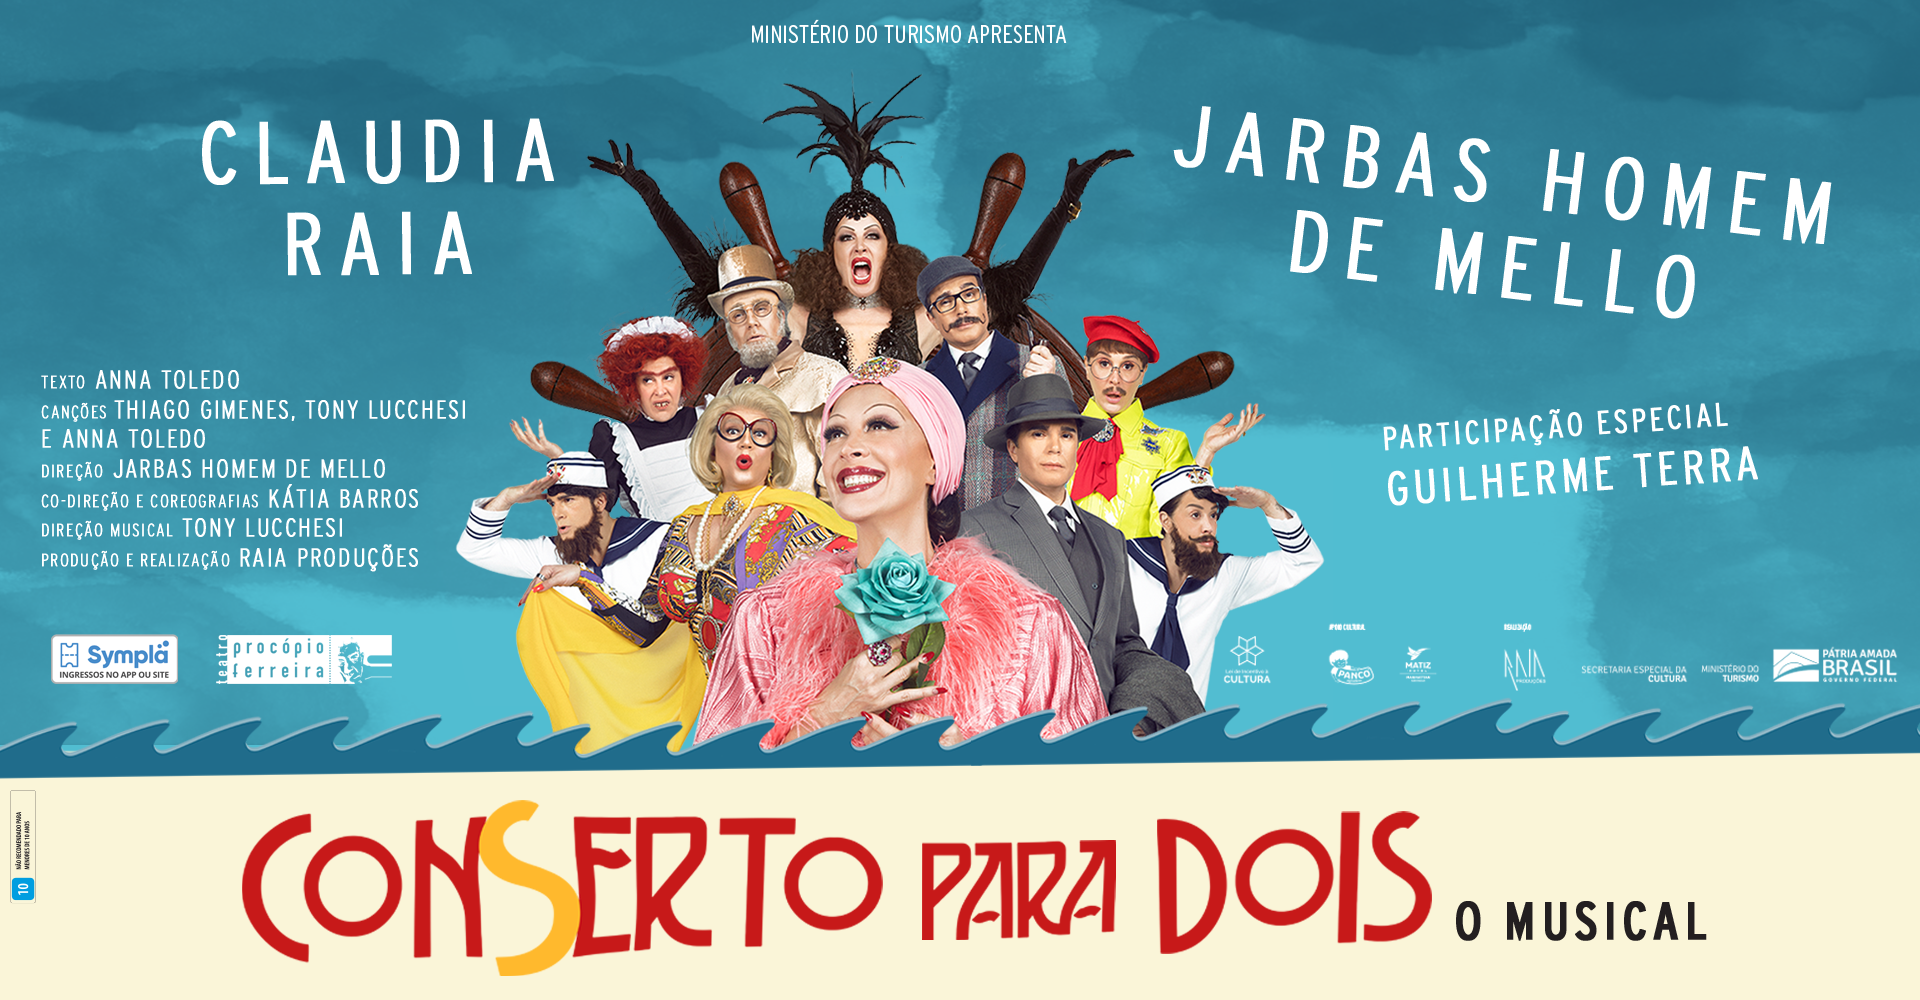 MINISTÉRIO DO TURISMO APRESENTA
CLAUDIA
RAIA
JARBAS HOMEM
DE MELLO
TEXTO ANNA TOLEDO
CANÇÕES THIAGO GIMENES, TONY LUCCHESI
E ANNA TOLEDO
DIREÇÃO JARBAS HOMEM DE MELLO
CO-DIREÇÃO E COREOGRAFIAS KÁTIA BARROS
DIREÇÃO MUSICAL TONY LUCCHESI
PRODUÇÃO E REALIZAÇÃO RAIA PRODUÇÕES
PARTICIPAÇÃO ESPECIAL
GUILHERME TERRA
Sympla
INGRESSOS NO APP OU SITE
teatro
procópio
ferreira
LEI DE INCENTIVO À
CULTURA
APOIO CULTURAL
PANCO
MATIZ
HOTEL
MANHATTAN
REALIZAÇÃO
RAIA
PRODUÇÕES
SECRETARIA ESPECIAL DA
CULTURA
MINISTÉRIO DO
TURISMO
PÁTRIA AMADA
BRASIL
GOVERNO FEDERAL
NÃO RECOMENDADO PARA
MENORES DE 10 ANOS
10
CONSERTO PARA DOIS
O MUSICAL